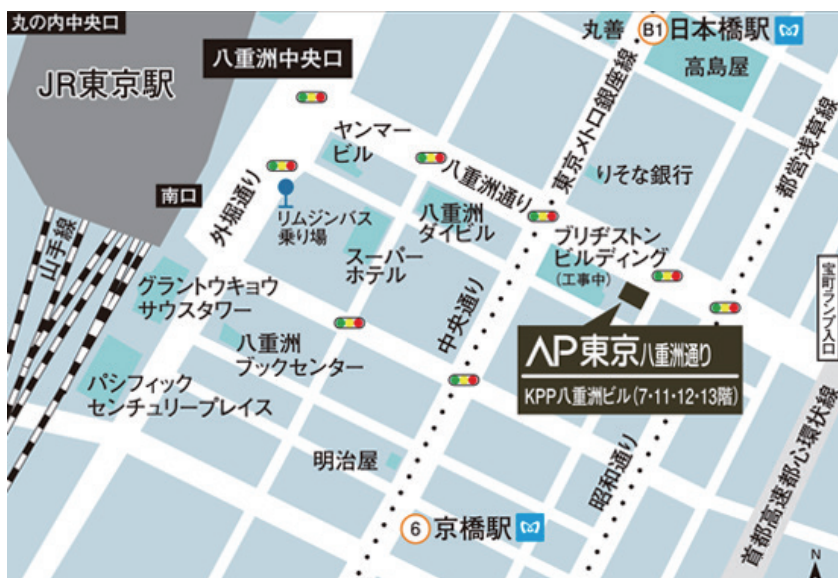 丸の内中央口
JR東京駅
八重洲中央口
丸善
B1
日本橋駅
高島屋
東京メトロ銀座線
都営浅草線
ヤンマー
ビル
八重洲通り
りそな銀行
南口
外堀通り
リムジンバス
乗り場
八重洲
ダイビル
スーパー
ホテル
ブリヂストン
ビルディング
(工事中)
山手線
グラントウキョウ
サウスタワー
中央通り
宝町ランプ入口
八重洲
ブックセンター
AP東京八重洲通り
KPP八重洲ビル(7・11・12・13階)
パシフィック
センチュリープレイス
明治屋
昭和通り
首都高速都心環状線
6
京橋駅
N